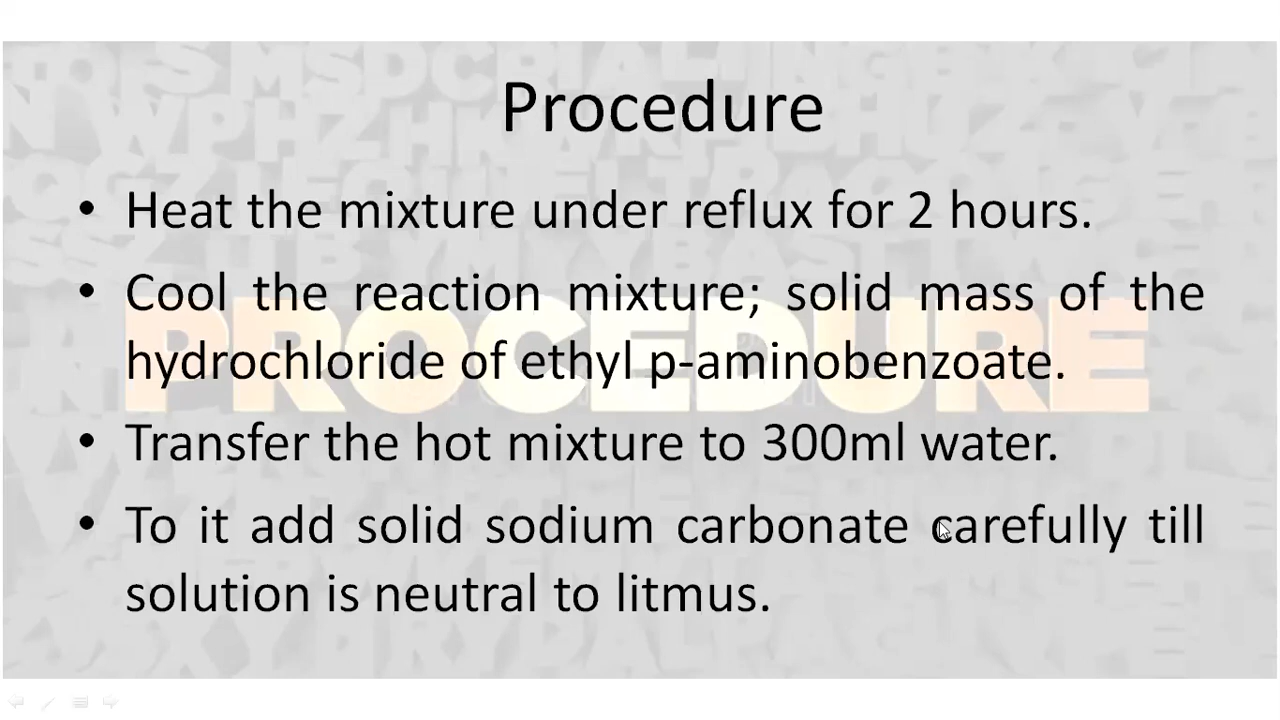 Procedure
• Heat the mixture under reflux for 2 hours.
• Cool the reaction mixture; solid mass of the
hydrochloride of ethyl p-aminobenzoate.
• Transfer the hot mixture to 300ml water.
• To it add solid sodium carbonate carefully till
solution is neutral to litmus.
PROCEDURE